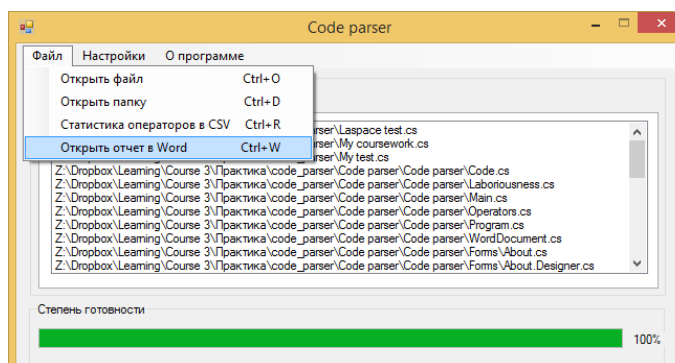 Code parser
Файл Настройки О программе
Открыть файл Ctrl+O
Открыть папку Ctrl+D
Статистика операторов в CSV Ctrl+R
Открыть отчет в Word Ctrl+W
\Laspace test.cs
\My coursework.cs
\My test.cs
Z:\Dropbox\Learning\Course 3\Практика\code_parser\Code parser\Code parser\Code.cs
Z:\Dropbox\Learning\Course 3\Практика\code_parser\Code parser\Code parser\Laboriousness.cs
Z:\Dropbox\Learning\Course 3\Практика\code_parser\Code parser\Code parser\Main.cs
Z:\Dropbox\Learning\Course 3\Практика\code_parser\Code parser\Code parser\Operators.cs
Z:\Dropbox\Learning\Course 3\Практика\code_parser\Code parser\Code parser\Program.cs
Z:\Dropbox\Learning\Course 3\Практика\code_parser\Code parser\Code parser\WordDocument.cs
Z:\Dropbox\Learning\Course 3\Практика\code_parser\Code parser\Code parser\Forms\About.cs
Z:\Dropbox\Learning\Course 3\Практика\code_parser\Code parser\Code parser\Forms\About.Designer.cs
Степень готовности
100%